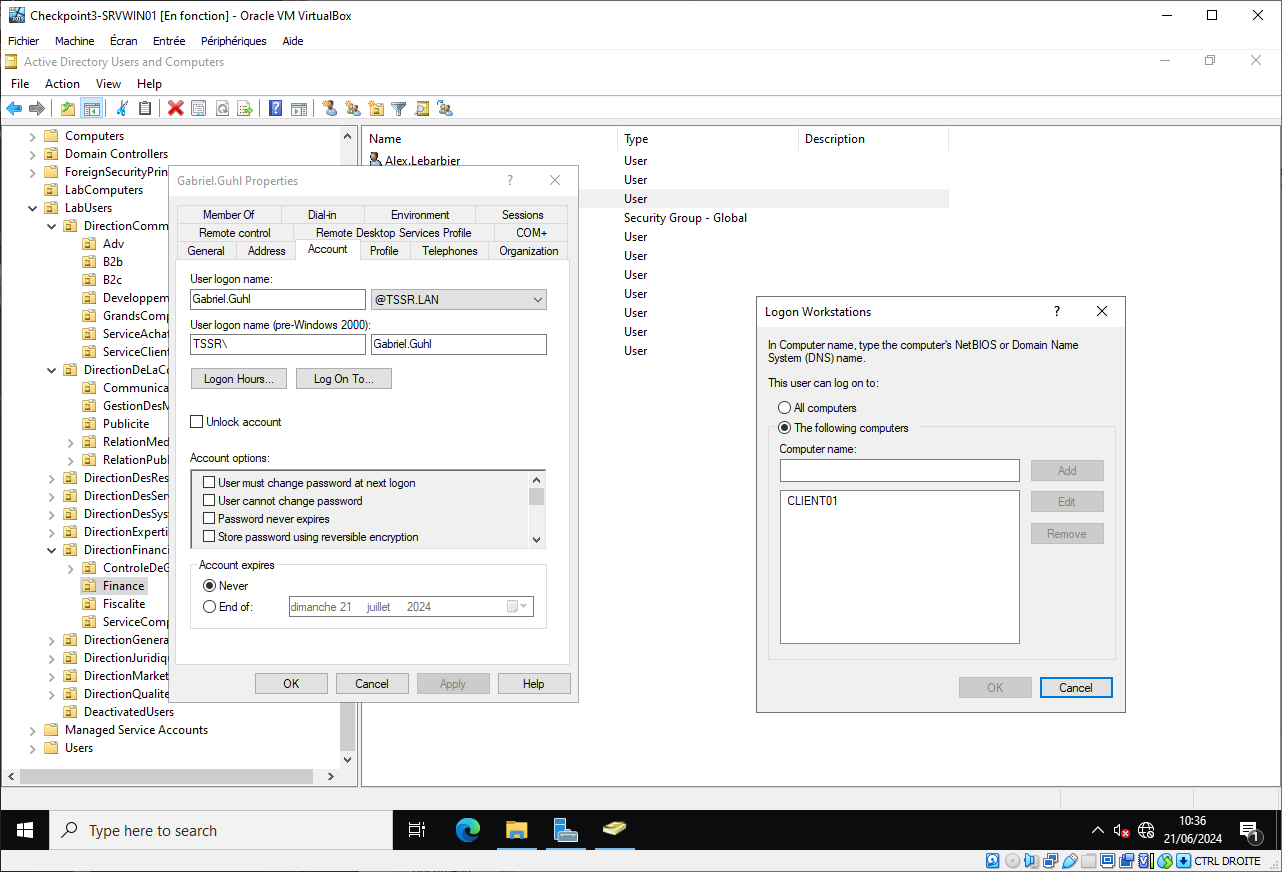 Checkpoint3-SRVWIN01 [En fonction] - Oracle VM VirtualBox
Fichier Machine Écran Entrée Périphériques Aide
Active Directory Users and Computers
File Action View Help
Computers
Domain Controllers
ForeignSecurityPrin
LabComputers
LabUsers
DirectionComm
Adv
B2b
B2c
Developpem
GrandsComp
ServiceAchat
ServiceClient
DirectionDeLaCo
Communica
GestionDesM
Publicite
RelationMed
RelationPubl
DirectionDesRes
DirectionDesSer
DirectionDesSys
DirectionExperti
DirectionFinanci
ControleDeG
Finance
Fiscalite
ServiceComp
DirectionGenera
DirectionJuridiq
DirectionMarket
DirectionQualite
DeactivatedUsers
Managed Service Accounts
Users
Name Type Description
Alex.Lebarbier User
User
User
Security Group - Global
User
User
User
User
User
User
User
Gabriel.Guhl Properties ?
Member Of Dial-in Environment Sessions
Remote control Remote Desktop Services Profile COM+
General Address Account Profile Telephones Organization
User logon name:
Gabriel.Guhl @TSSR.LAN
User logon name (pre-Windows 2000):
TSSR\ Gabriel.Guhl
Logon Hours... Log On To...
Unlock account
Account options:
User must change password at next logon
User cannot change password
Password never expires
Store password using reversible encryption
Account expires
Never
End of: dimanche 21 juillet 2024
OK Cancel Apply Help
Logon Workstations ?
In Computer name, type the computer's NetBIOS or Domain Name
System (DNS) name.
This user can log on to:
All computers
The following computers
Computer name:
Add
CLIENT01
Edit
Remove
OK Cancel
Type here to search
10:36
21/06/2024
1
CTRL DROITE